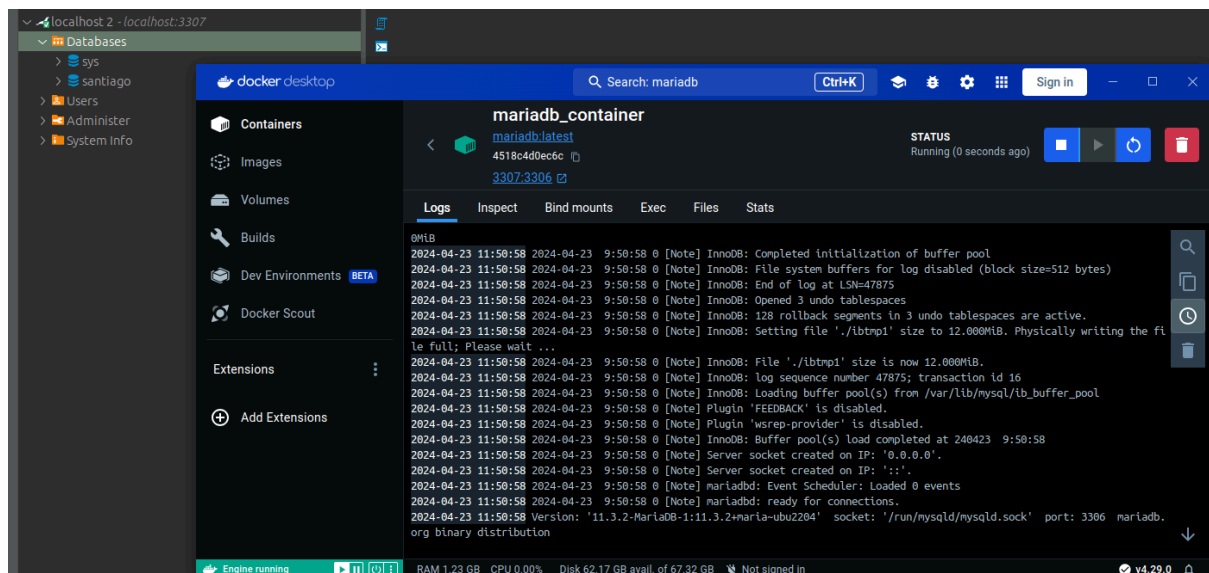 localhost 2 - localhost:3307
Databases
sys
santiago
Users
Administer
System Info
docker desktop
Search: mariadb
Ctrl+K
Sign in
Containers
Images
Volumes
Builds
Dev Environments BETA
Docker Scout
Extensions
Add Extensions
mariadb_container
mariadb:latest
4518c4d0ec6c
3307:3306
STATUS
Running (0 seconds ago)
Logs Inspect Bind mounts Exec Files Stats
0MiB
2024-04-23 11:50:58 2024-04-23  9:50:58 0 [Note] InnoDB: Completed initialization of buffer pool
2024-04-23 11:50:58 2024-04-23  9:50:58 0 [Note] InnoDB: File system buffers for log disabled (block size=512 bytes)
2024-04-23 11:50:58 2024-04-23  9:50:58 0 [Note] InnoDB: End of log at LSN=47875
2024-04-23 11:50:58 2024-04-23  9:50:58 0 [Note] InnoDB: Opened 3 undo tablespaces
2024-04-23 11:50:58 2024-04-23  9:50:58 0 [Note] InnoDB: 128 rollback segments in 3 undo tablespaces are active.
2024-04-23 11:50:58 2024-04-23  9:50:58 0 [Note] InnoDB: Setting file './ibtmp1' size to 12.000MiB. Physically writing the fi
le full; Please wait ...
2024-04-23 11:50:58 2024-04-23  9:50:58 0 [Note] InnoDB: File './ibtmp1' size is now 12.000MiB.
2024-04-23 11:50:58 2024-04-23  9:50:58 0 [Note] InnoDB: log sequence number 47875; transaction id 16
2024-04-23 11:50:58 2024-04-23  9:50:58 0 [Note] InnoDB: Loading buffer pool(s) from /var/lib/mysql/ib_buffer_pool
2024-04-23 11:50:58 2024-04-23  9:50:58 0 [Note] Plugin 'FEEDBACK' is disabled.
2024-04-23 11:50:58 2024-04-23  9:50:58 0 [Note] Plugin 'wsrep-provider' is disabled.
2024-04-23 11:50:58 2024-04-23  9:50:58 0 [Note] InnoDB: Buffer pool(s) load completed at 240423  9:50:58
2024-04-23 11:50:58 2024-04-23  9:50:58 0 [Note] Server socket created on IP: '0.0.0.0'.
2024-04-23 11:50:58 2024-04-23  9:50:58 0 [Note] Server socket created on IP: '::'.
2024-04-23 11:50:58 2024-04-23  9:50:58 0 [Note] mariadbd: Event Scheduler: Loaded 0 events
2024-04-23 11:50:58 2024-04-23  9:50:58 0 [Note] mariadbd: ready for connections.
2024-04-23 11:50:58 Version: '11.3.2-MariaDB-1:11.3.2+maria~ubu2204'  socket: '/run/mysqld/mysqld.sock'  port: 3306  mariadb.
org binary distribution
Engine running
RAM 1.23 GB CPU 0.00% Disk 62.17 GB avail. of 67.32 GB Not signed in
v4.29.0